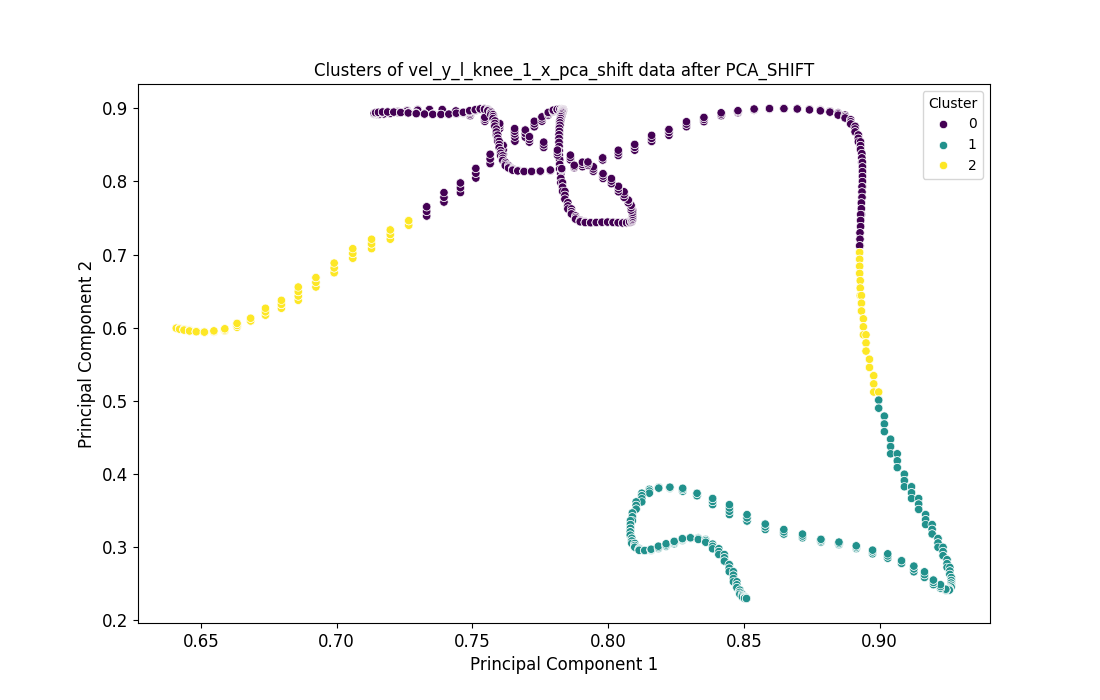 Clusters of vel_y_l_knee_1_x_pca_shift data after PCA_SHIFT
Cluster
0
1
2
0.9
0.8
0.7
0.6
0.5
0.4
0.3
0.2
Principal Component 2
0.65 0.70 0.75 0.80 0.85 0.90
Principal Component 1